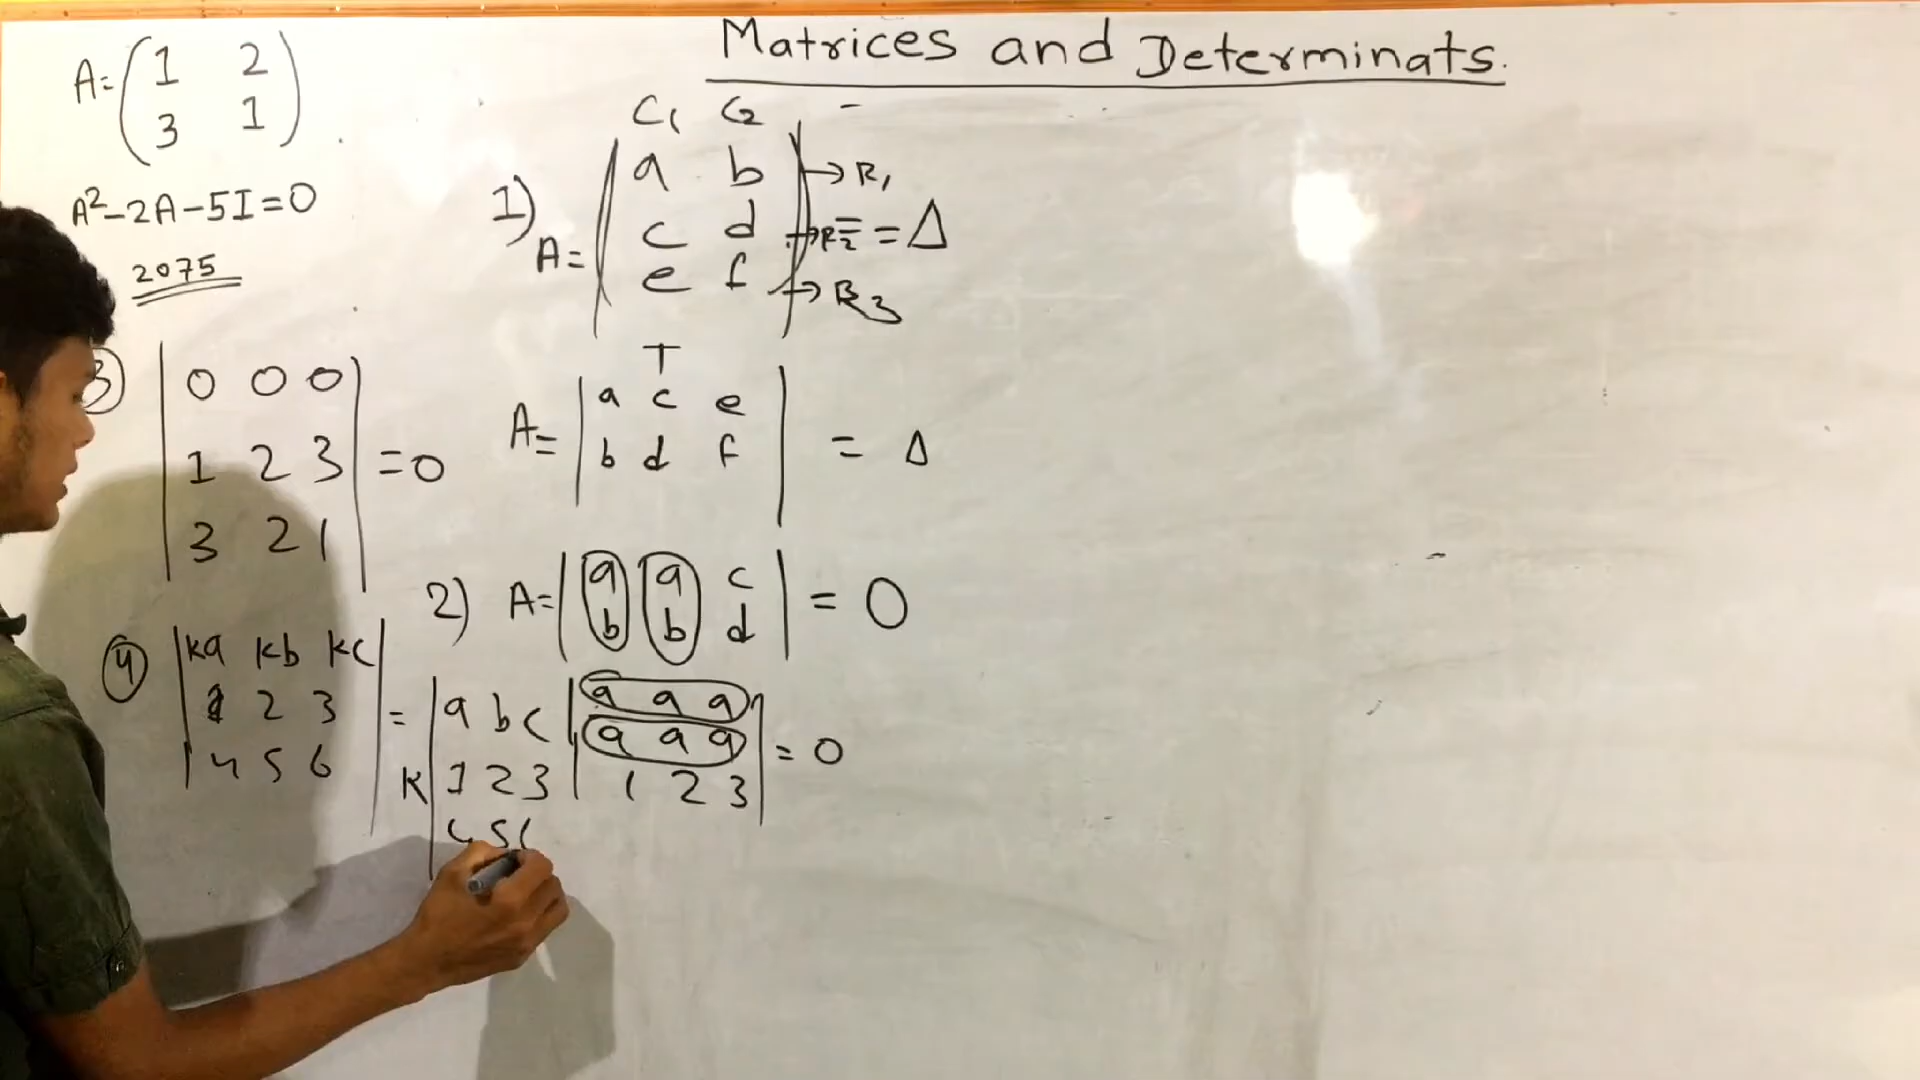 Matrices and Determinats.
A= (1 2
3 1)
A²-2A-5I=0
2075
C₁ C₂ -
1) A= | a b | → R₁
c d → R₂ = Δ
e f → R₃
T
A= | a c e |
b d f = Δ
3) | 0 0 0 |
1 2 3 = 0
3 2 1
2) A= | a a c | = 0
b b d
4) | ka kb kc |
2 3
4 5 6
= K | a b c |
1 2 3
4 5
| a a a |
a a a = 0
1 2 3